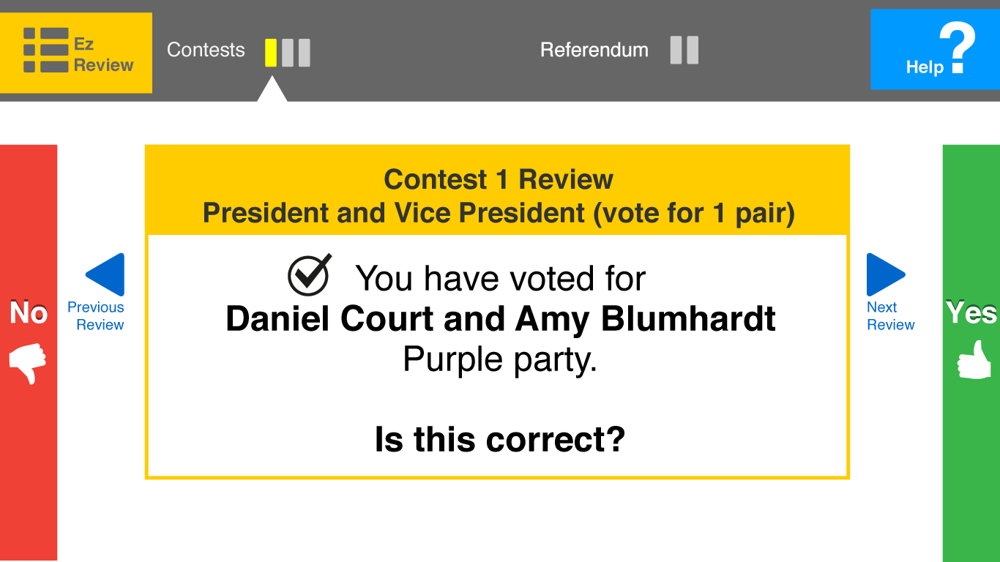 Ez
Review
Contests
Referendum
Help
?
Contest 1 Review
President and Vice President (vote for 1 pair)
You have voted for
Daniel Court and Amy Blumhardt
Purple party.
Is this correct?
No
Previous
Review
Next
Review
Yes